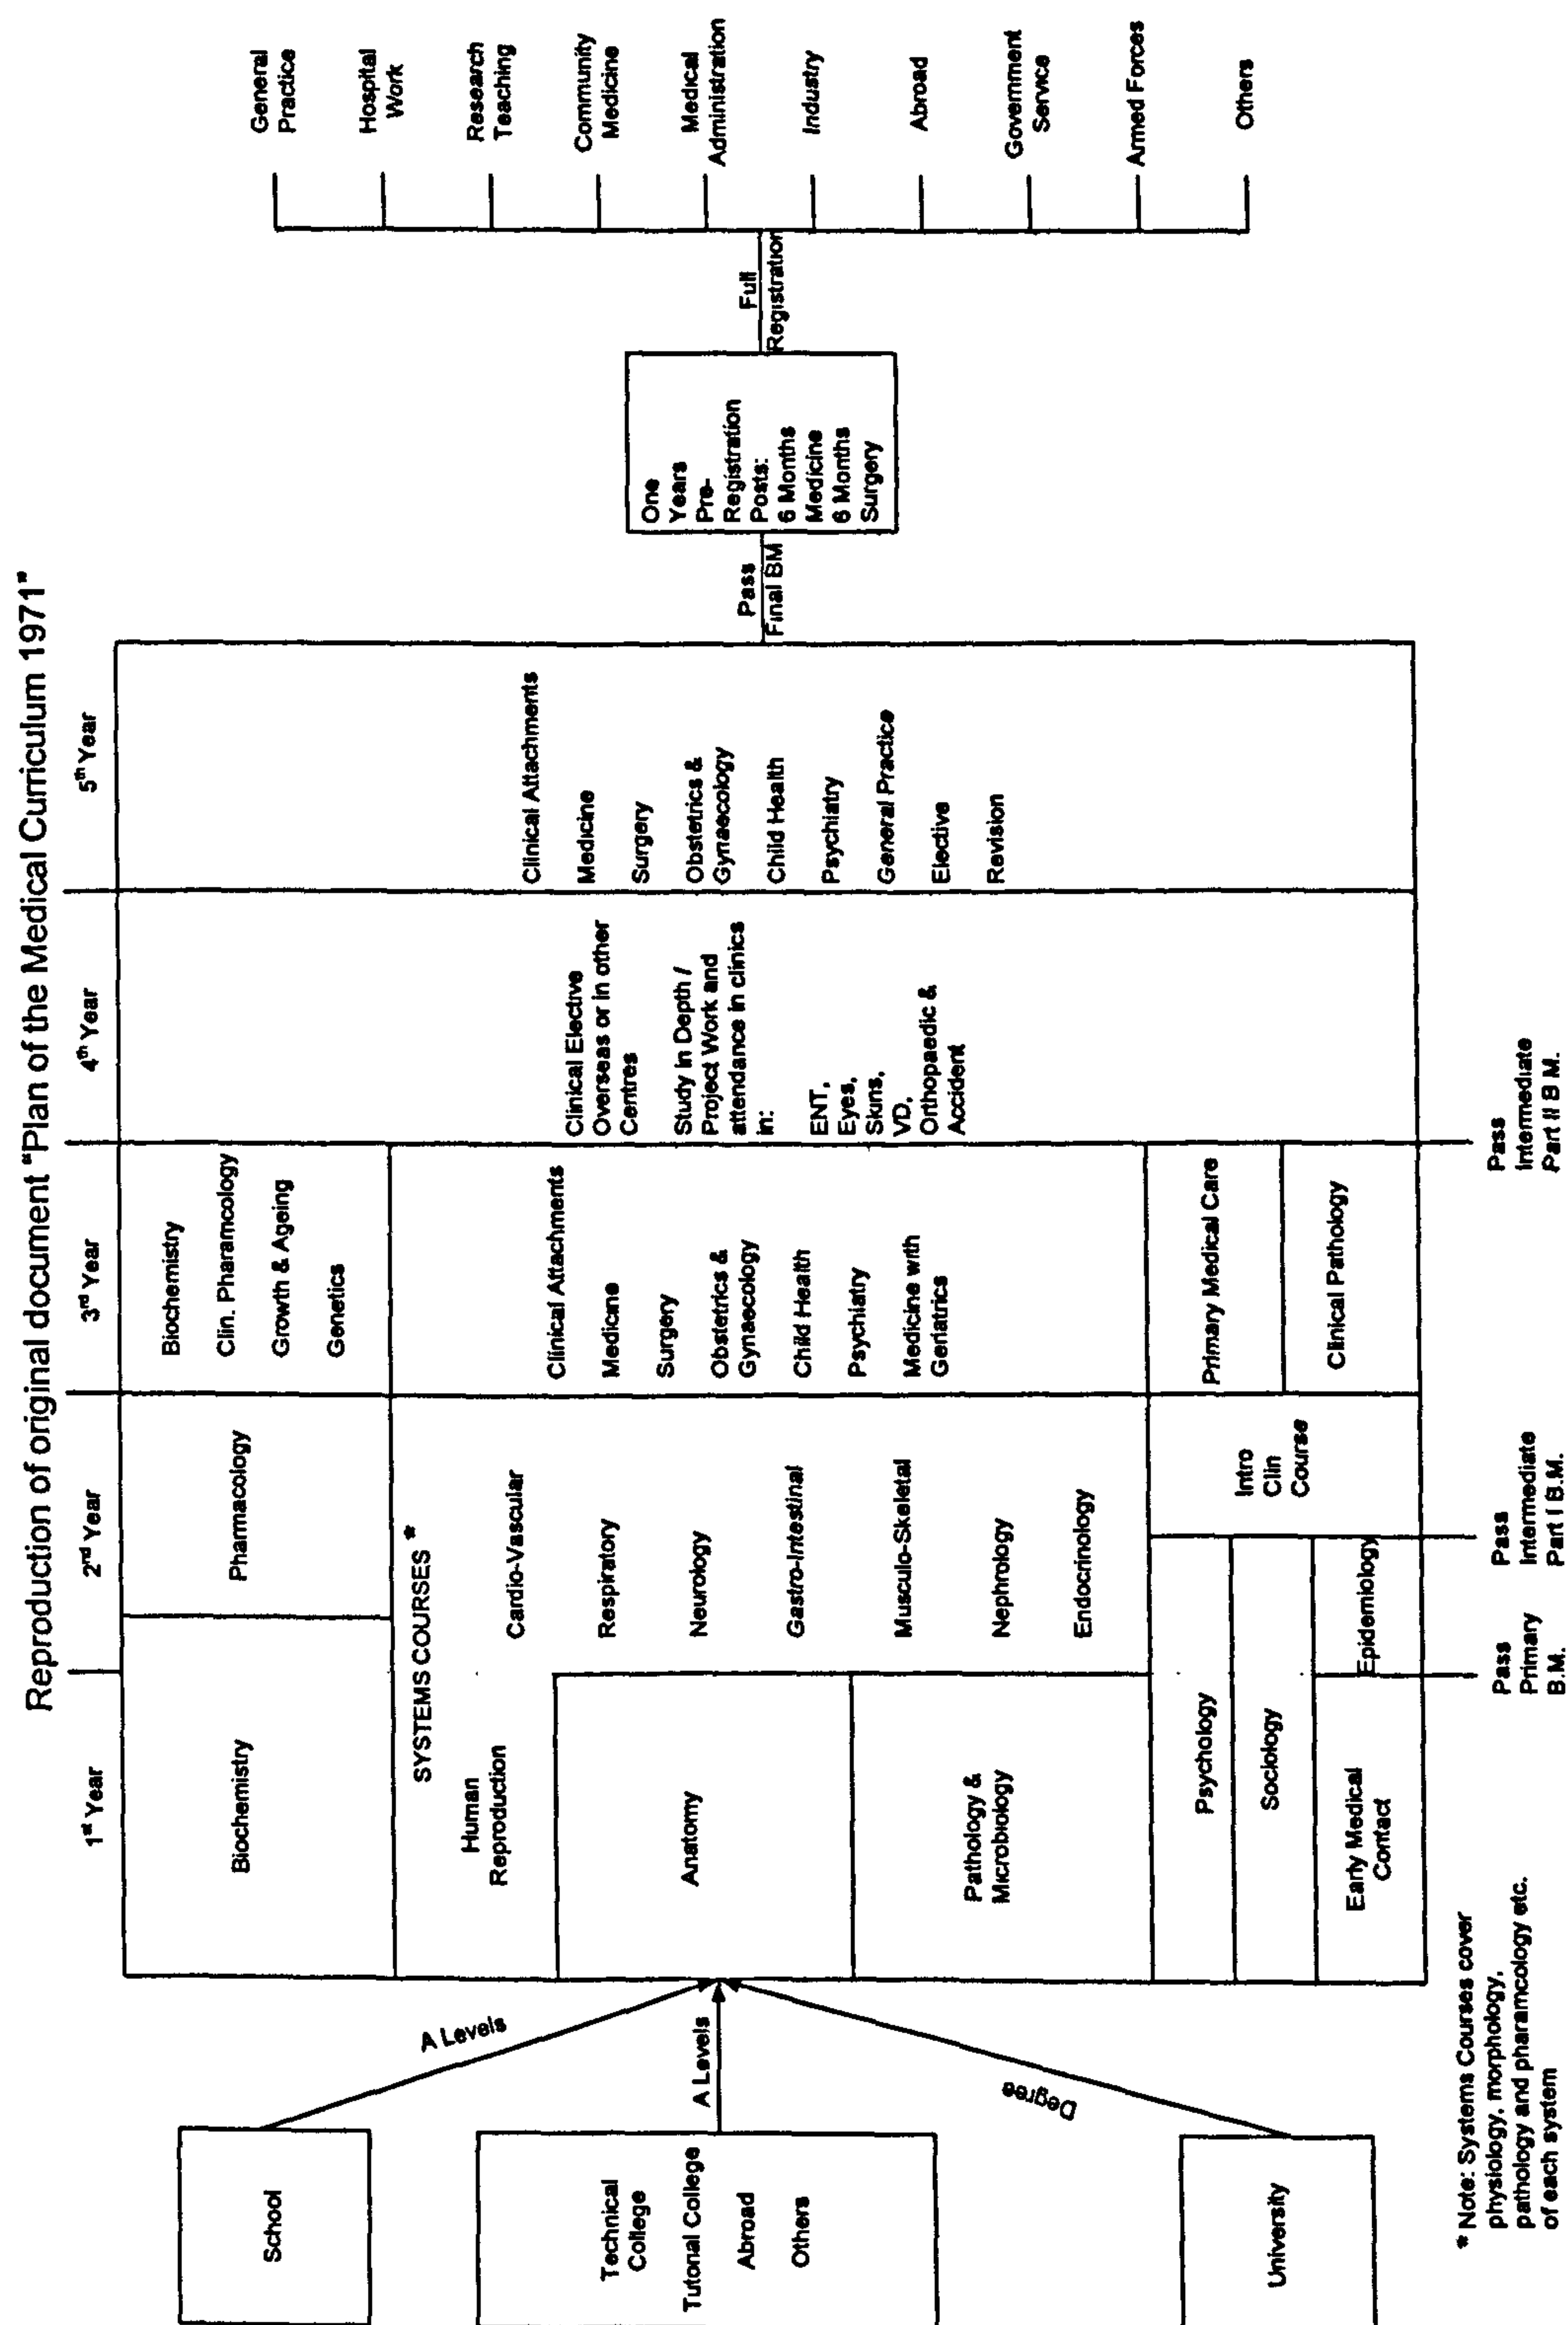 Reproduction of original document "Plan of the Medical Curriculum 1971"
1st Year
2nd Year
3rd Year
4th Year
5th Year
School
Technical
College
Tutorial College
Abroad
Others
University
A Levels
A Levels
Degree
Biochemistry
Pharmacology
Biochemistry
Clin. Pharamcology
Growth & Ageing
Genetics
SYSTEMS COURSES *
Human
Reproduction
Anatomy
Pathology &
Microbiology
Cardio-Vascular
Respiratory
Neurology
Gastro-Intestinal
Musculo-Skeletal
Nephrology
Endocrinology
Clinical Attachments
Medicine
Surgery
Obstetrics &
Gynaecology
Child Health
Psychiatry
Medicine with
Geriatrics
Psychology
Sociology
Early Medical
Contact
Epidemiology
Intro
Clin
Course
Primary Medical Care
Clinical Pathology
Clinical Elective
Overseas or in other
Centres
Study in Depth /
Project Work and
attendance in clinics
in:
ENT,
Eyes,
Skins,
VD,
Orthopaedic &
Accident
Clinical Attachments
Medicine
Surgery
Obstetrics &
Gynaecology
Child Health
Psychiatry
General Practice
Elective
Revision
Pass
Final BM
One
Years
Pre-
Registration
Posts:
6 Months
Medicine
6 Months
Surgery
Full
Registration
General
Practice
Hospital
Work
Research
Teaching
Community
Medicine
Medical
Administration
Industry
Abroad
Government
Service
Armed Forces
Others
Pass
Primary
B.M.
Pass
Intermediate
Part I B.M.
Pass
Intermediate
Part II B M.
* Note: Systems Courses cover
physiology, morphology,
pathology and pharamcology etc.
of each system